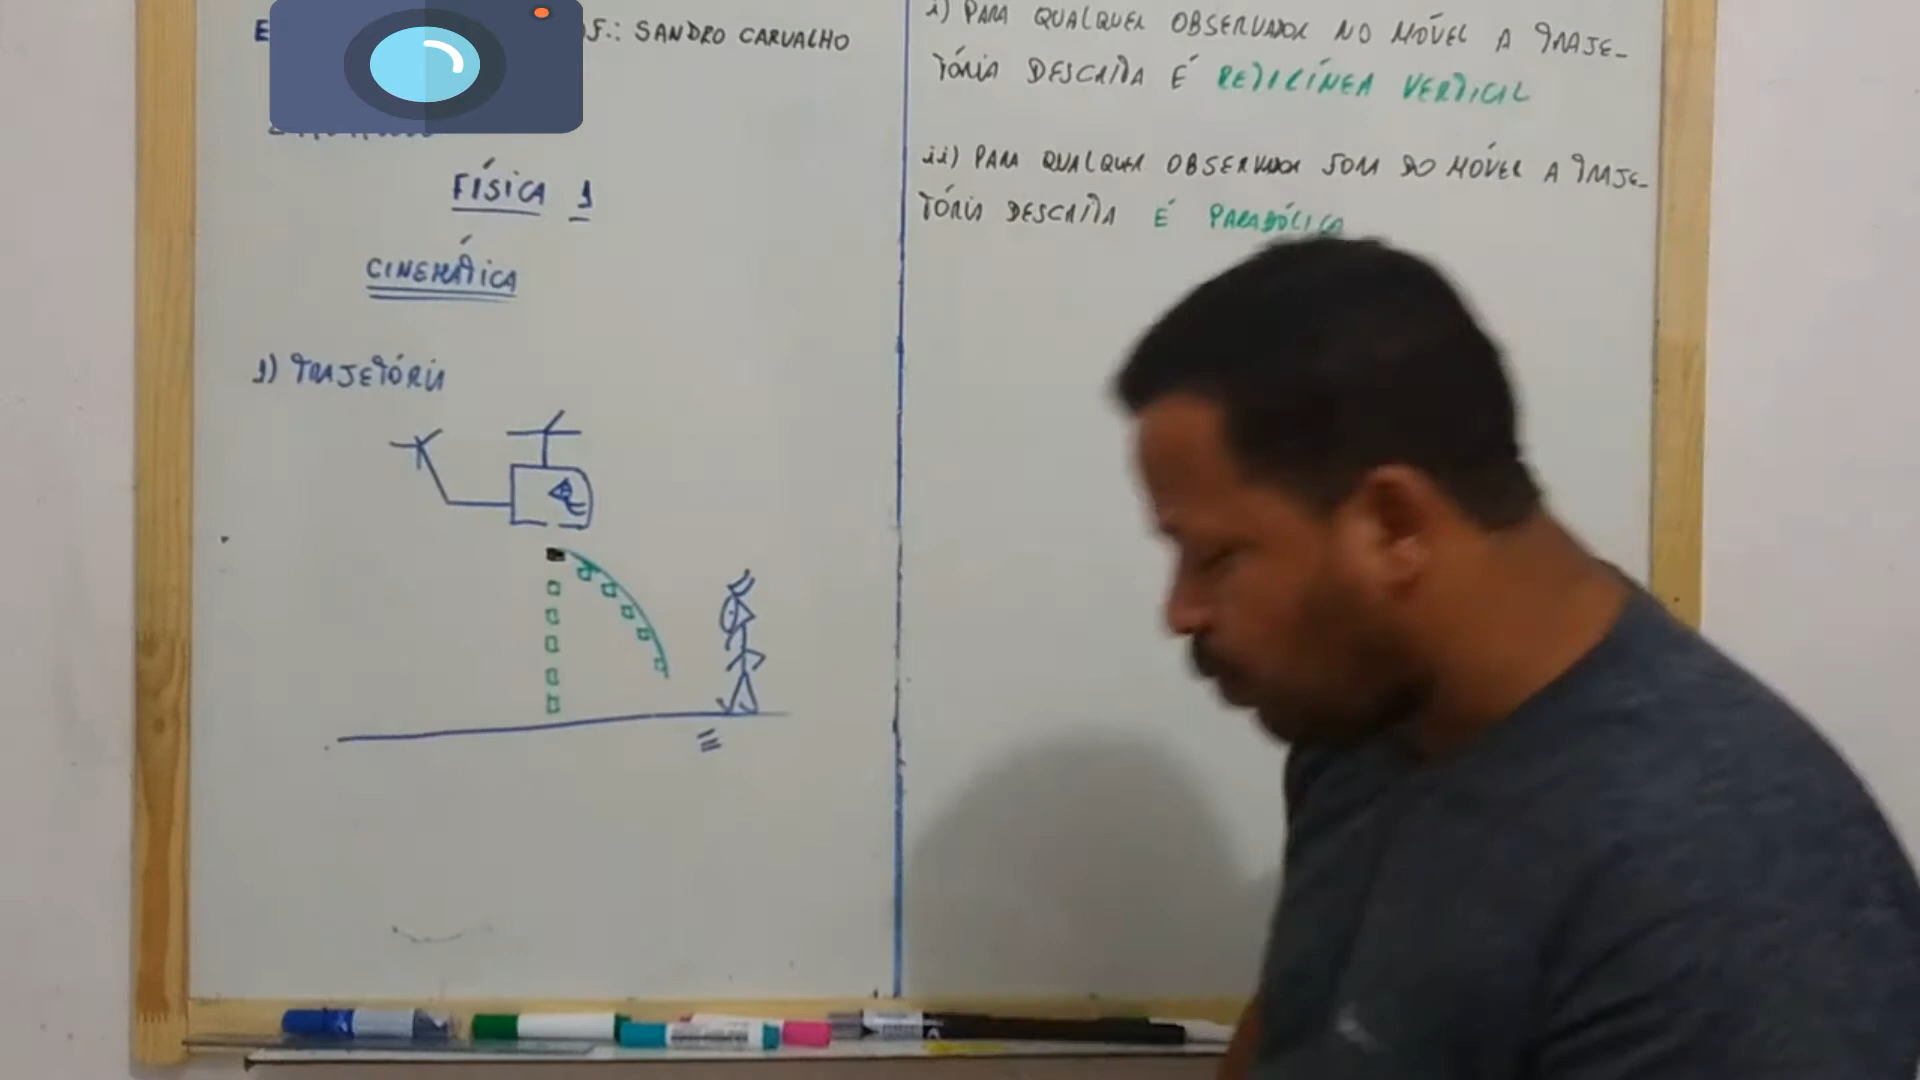 E
F.: SANDRO CARVALHO
FÍSICA 1
CINEMÁTICA
1) TRAJETÓRIA
i) PARA QUALQUER OBSERVADOR NO MÓVEL A TRAJE-
TÓRIA DESCRITA É RETILÍNEA VERTICAL
ii) PARA QUALQUER OBSERVADOR FORA DO MÓVEL A TRAJE-
TÓRIA DESCRITA É PARABÓLICA